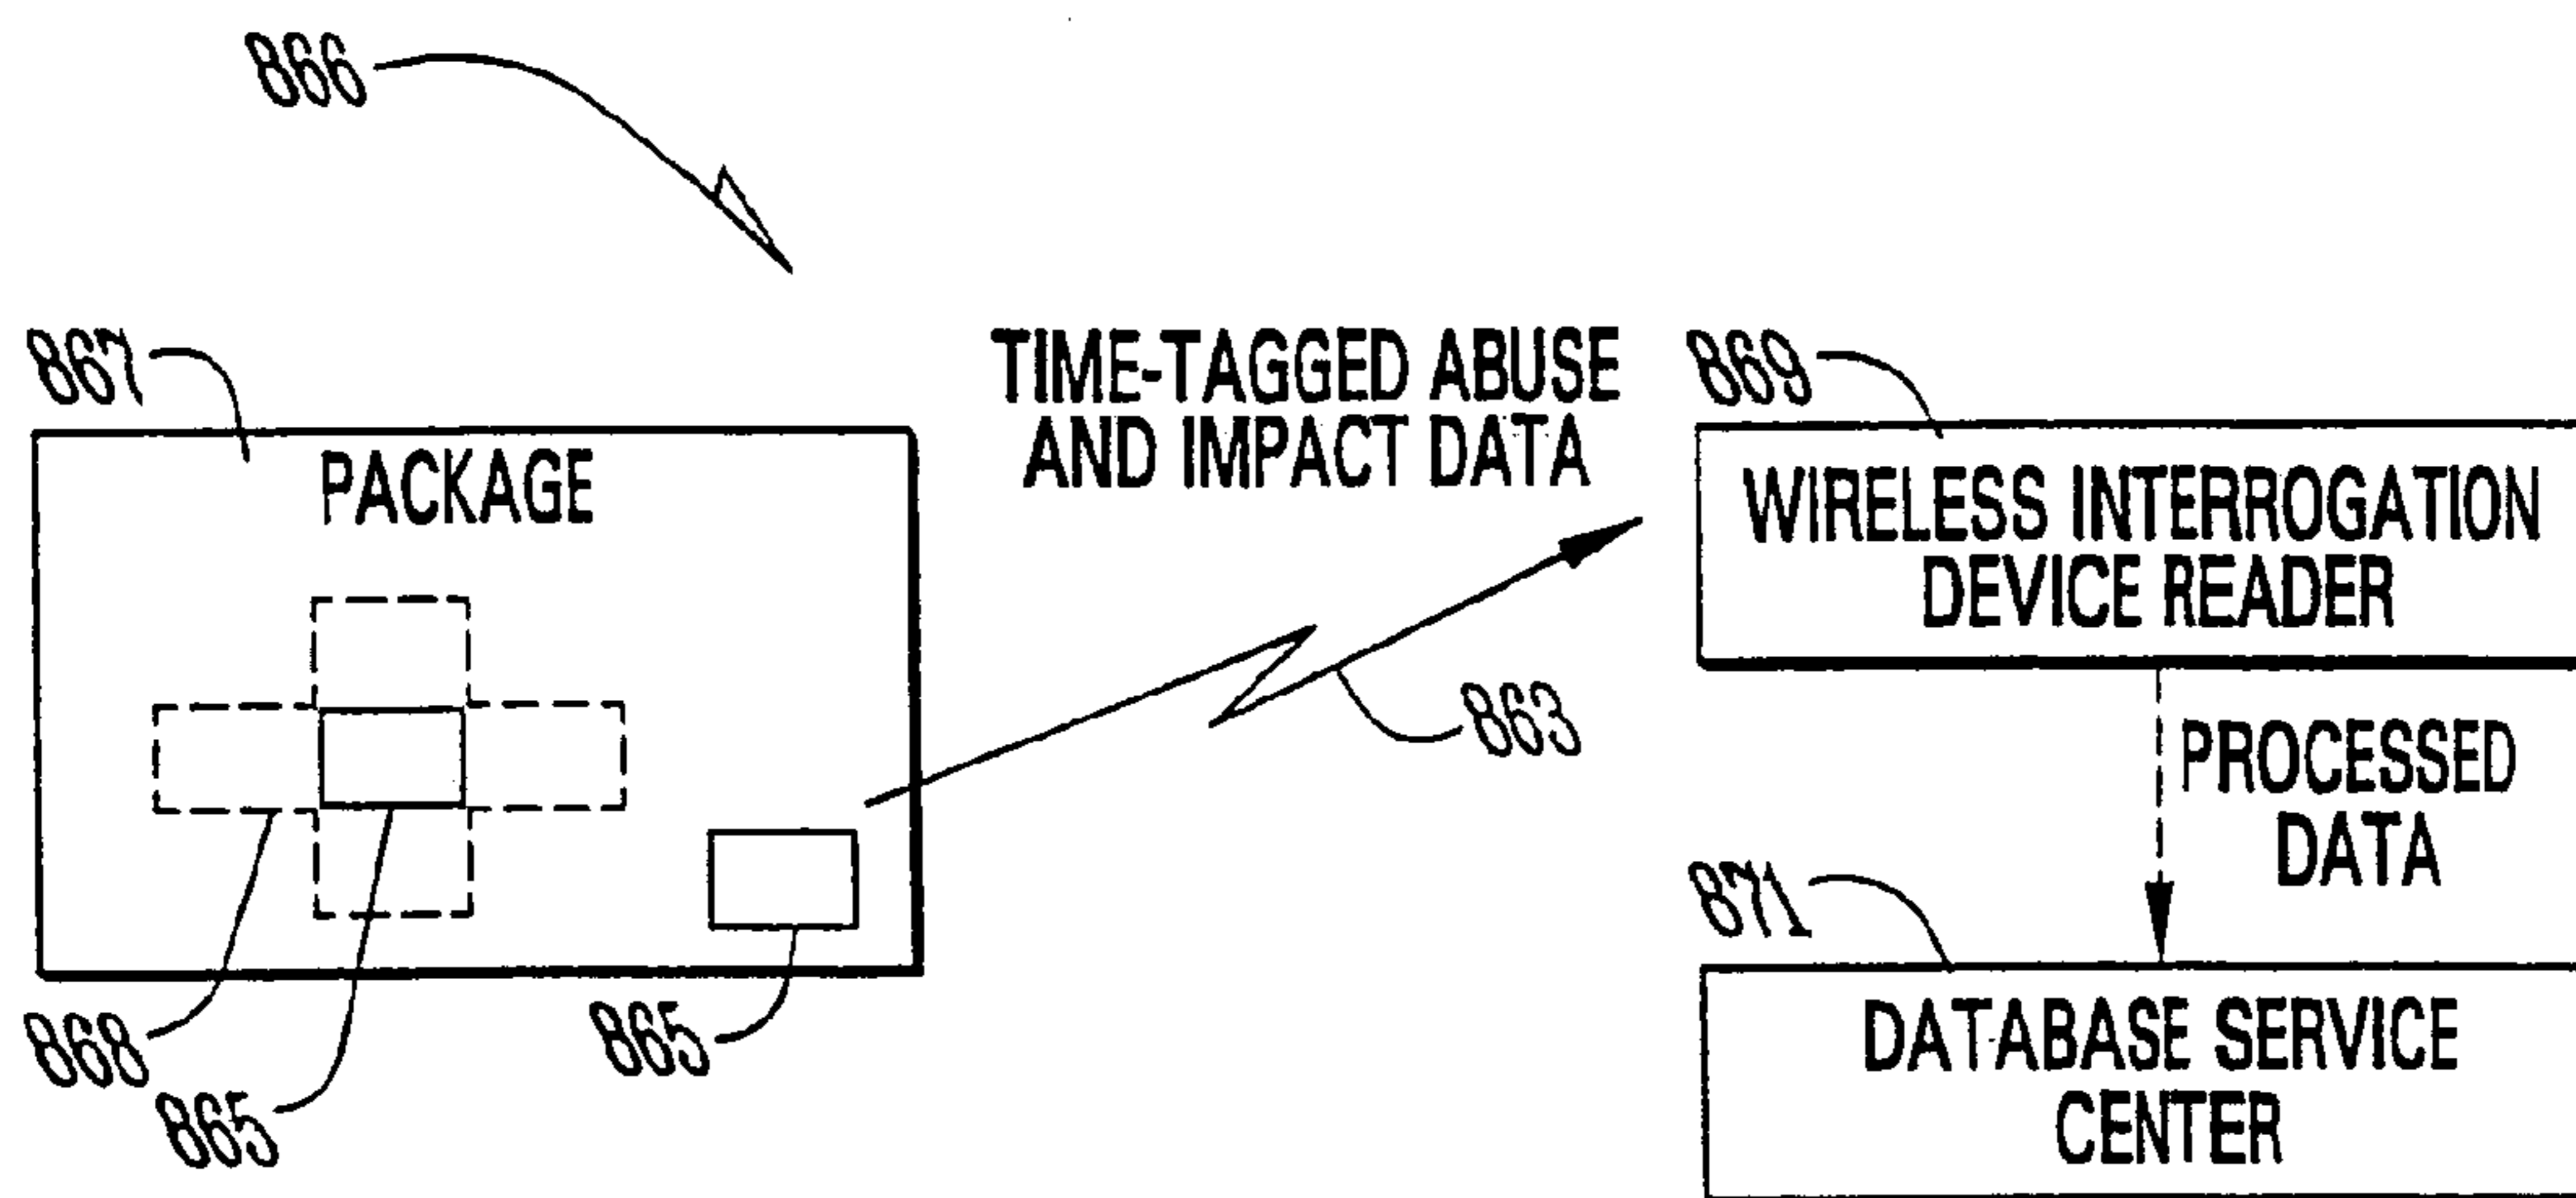 866
867
PACKAGE
TIME-TAGGED ABUSE
AND IMPACT DATA
869
WIRELESS INTERROGATION
DEVICE READER
863
PROCESSED
DATA
868
865
865
871
DATABASE SERVICE
CENTER